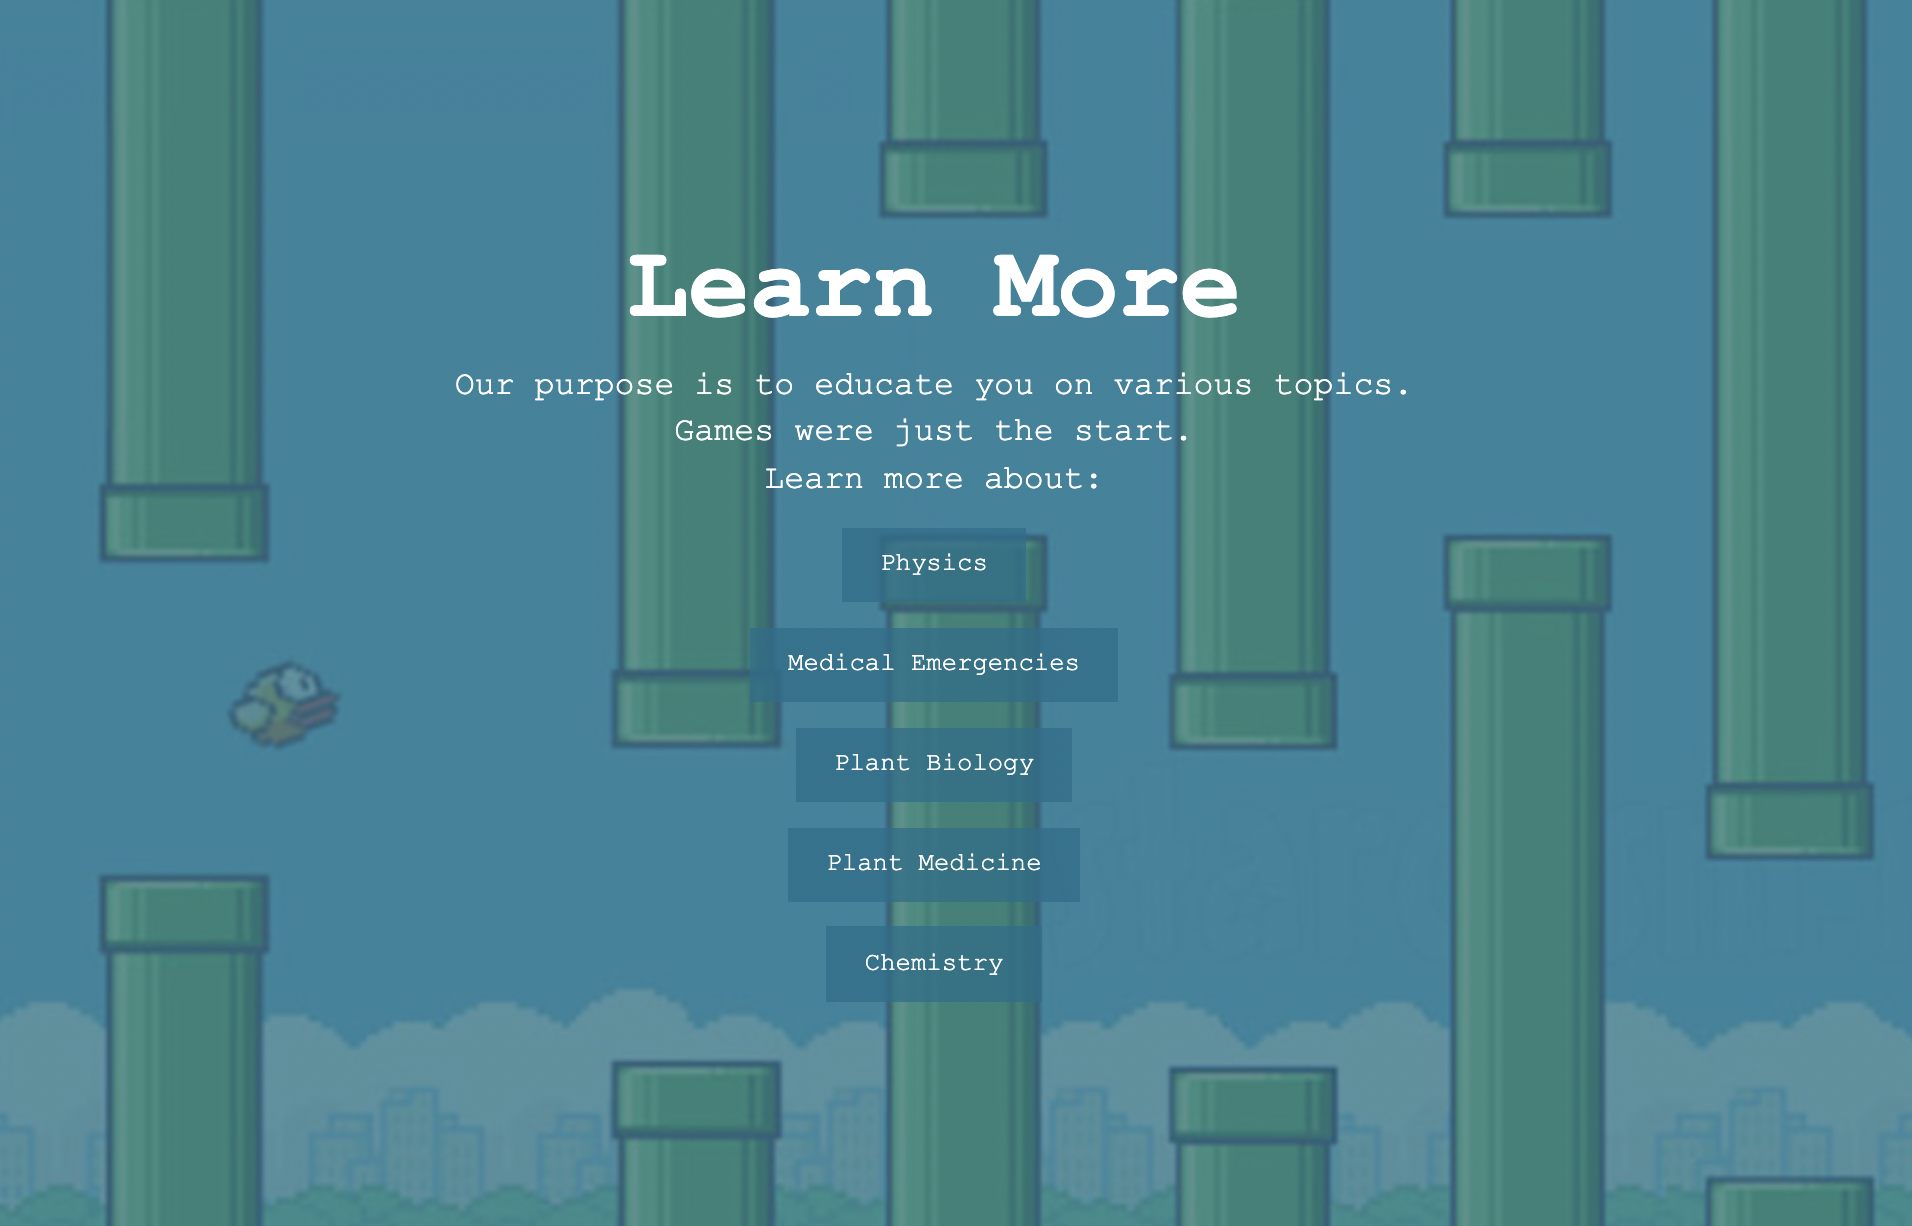 Learn More
Our purpose is to educate you on various topics.
Games were just the start.
Learn more about:
Physics
Medical Emergencies
Plant Biology
Plant Medicine
Chemistry